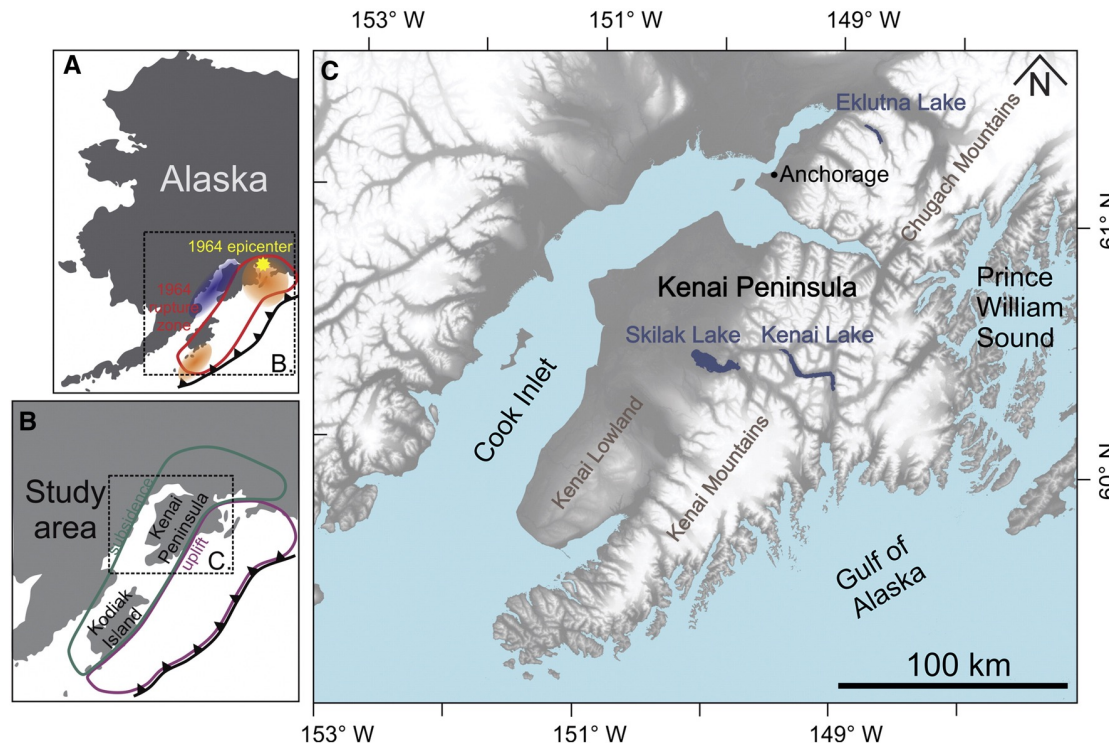 A
Alaska
1964 epicenter
1964
rupture
zone
B.
B
Study
area
subsidence
Kenai
Peninsula
uplift
C.
Kodiak
Island
153° W
151° W
149° W
C
N
Eklutna Lake
Chugach Mountains
Anchorage
61° N
Kenai Peninsula
Prince
William
Sound
Skilak Lake
Kenai Lake
Cook Inlet
Kenai Lowland
Kenai Mountains
60° N
Gulf of
Alaska
100 km
153° W
151° W
149° W